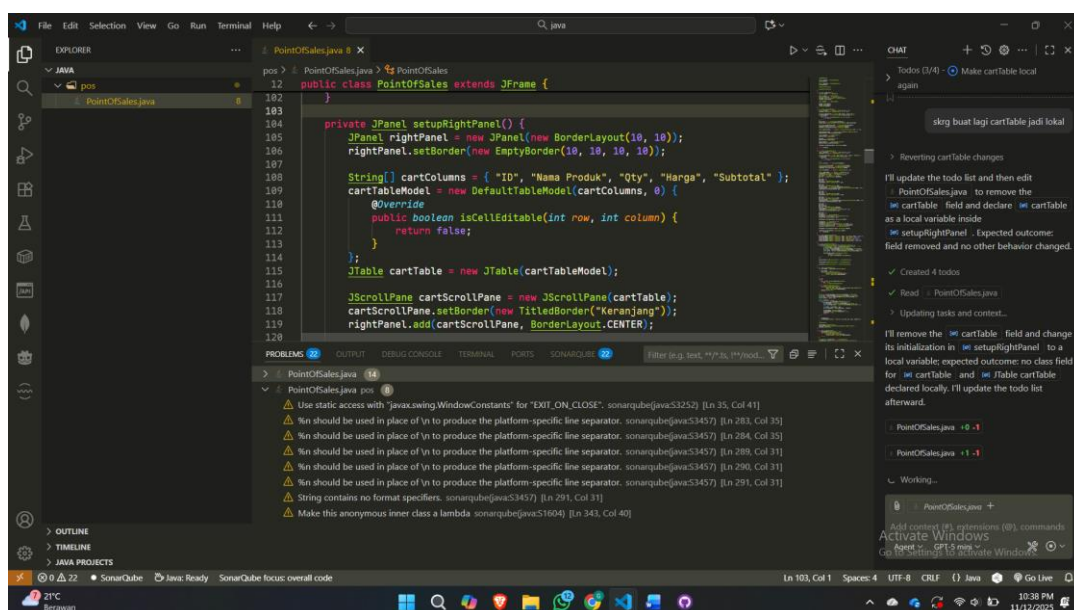 File Edit Selection View Go Run Terminal Help
java
EXPLORER
JAVA
pos
PointOfSales.java 8
PointOfSales.java 8
pos > PointOfSales.java > PointOfSales
12 public class PointOfSales extends JFrame {
102 }
103
104 private JPanel setupRightPanel() {
105 JPanel rightPanel = new JPanel(new BorderLayout(10, 10));
106 rightPanel.setBorder(new EmptyBorder(10, 10, 10, 10));
107
108 String[] cartColumns = { "ID", "Nama Produk", "Qty", "Harga", "Subtotal" };
109 cartTableModel = new DefaultTableModel(cartColumns, 0) {
110 @Override
111 public boolean isCellEditable(int row, int column) {
112 return false;
113 }
114 };
115 JTable cartTable = new JTable(cartTableModel);
116
117 JScrollPane cartScrollPane = new JScrollPane(cartTable);
118 cartScrollPane.setBorder(new TitledBorder("Keranjang"));
119 rightPanel.add(cartScrollPane, BorderLayout.CENTER);
120
PROBLEMS 22 OUTPUT DEBUG CONSOLE TERMINAL PORTS SONARQUBE 22
Filter (e.g. text, **/*.ts, !**/nod...
PointOfSales.java 14
PointOfSales.java pos 8
Use static access with "javax.swing.WindowConstants" for "EXIT_ON_CLOSE". sonarqube(java:S3252) [Ln 35, Col 41]
%n should be used in place of \n to produce the platform-specific line separator. sonarqube(java:S3457) [Ln 283, Col 35]
%n should be used in place of \n to produce the platform-specific line separator. sonarqube(java:S3457) [Ln 284, Col 35]
%n should be used in place of \n to produce the platform-specific line separator. sonarqube(java:S3457) [Ln 289, Col 31]
%n should be used in place of \n to produce the platform-specific line separator. sonarqube(java:S3457) [Ln 290, Col 31]
%n should be used in place of \n to produce the platform-specific line separator. sonarqube(java:S3457) [Ln 291, Col 31]
String contains no format specifiers. sonarqube(java:S3457) [Ln 291, Col 31]
Make this anonymous inner class a lambda sonarqube(java:S1604) [Ln 343, Col 40]
OUTLINE
TIMELINE
JAVA PROJECTS
CHAT
Todos (3/4) - Make cartTable local
again
skrg buat lagi cartTable jadi lokal
Reverting cartTable changes
I'll update the todo list and then edit
PointOfSales.java to remove the
cartTable field and declare cartTable
as a local variable inside
setupRightPanel . Expected outcome:
field removed and no other behavior changed.
Created 4 todos
Read PointOfSales.java
Updating tasks and context...
I'll remove the cartTable field and change
its initialization in setupRightPanel to a
local variable; expected outcome: no class field
for cartTable and JTable cartTable
declared locally. I'll update the todo list
afterward.
PointOfSales.java +0 -1
PointOfSales.java +1 -1
Working...
PointOfSales.java +
Add context (#), extensions (@), commands
Agent GPT-5 mini
Activate Windows
Go to Settings to activate Windows.
0 22 SonarQube Java: Ready SonarQube focus: overall code
Ln 103, Col 1 Spaces: 4 UTF-8 CRLF {} Java Go Live
21°C
Berawan
10:38 PM
11/12/2025